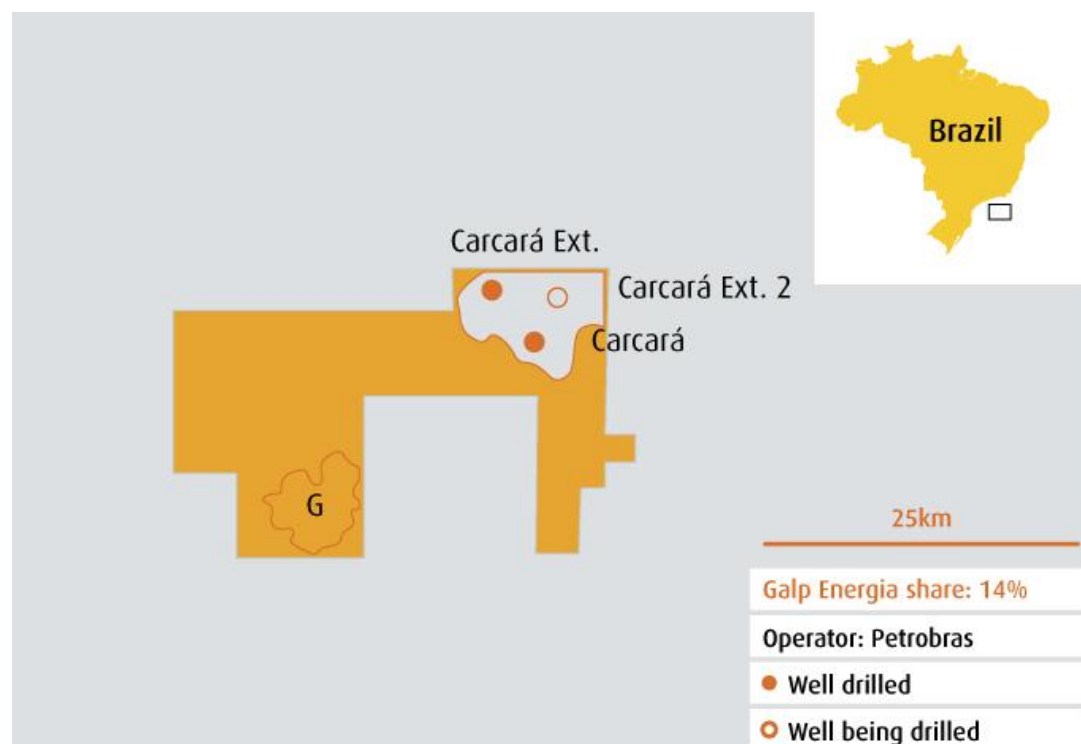 Brazil
Carcará Ext.
Carcará Ext. 2
Carcará
G
25km
Galp Energia share: 14%
Operator: Petrobras
Well drilled
Well being drilled